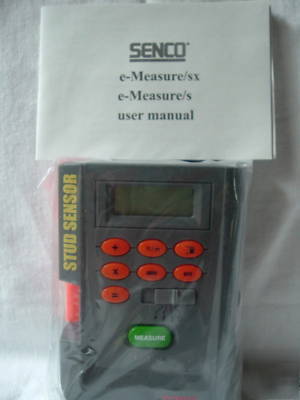 SENCO
e-Measure/sx
e-Measure/s
user manual
STUD SENSOR
+
x
=
MEASURE